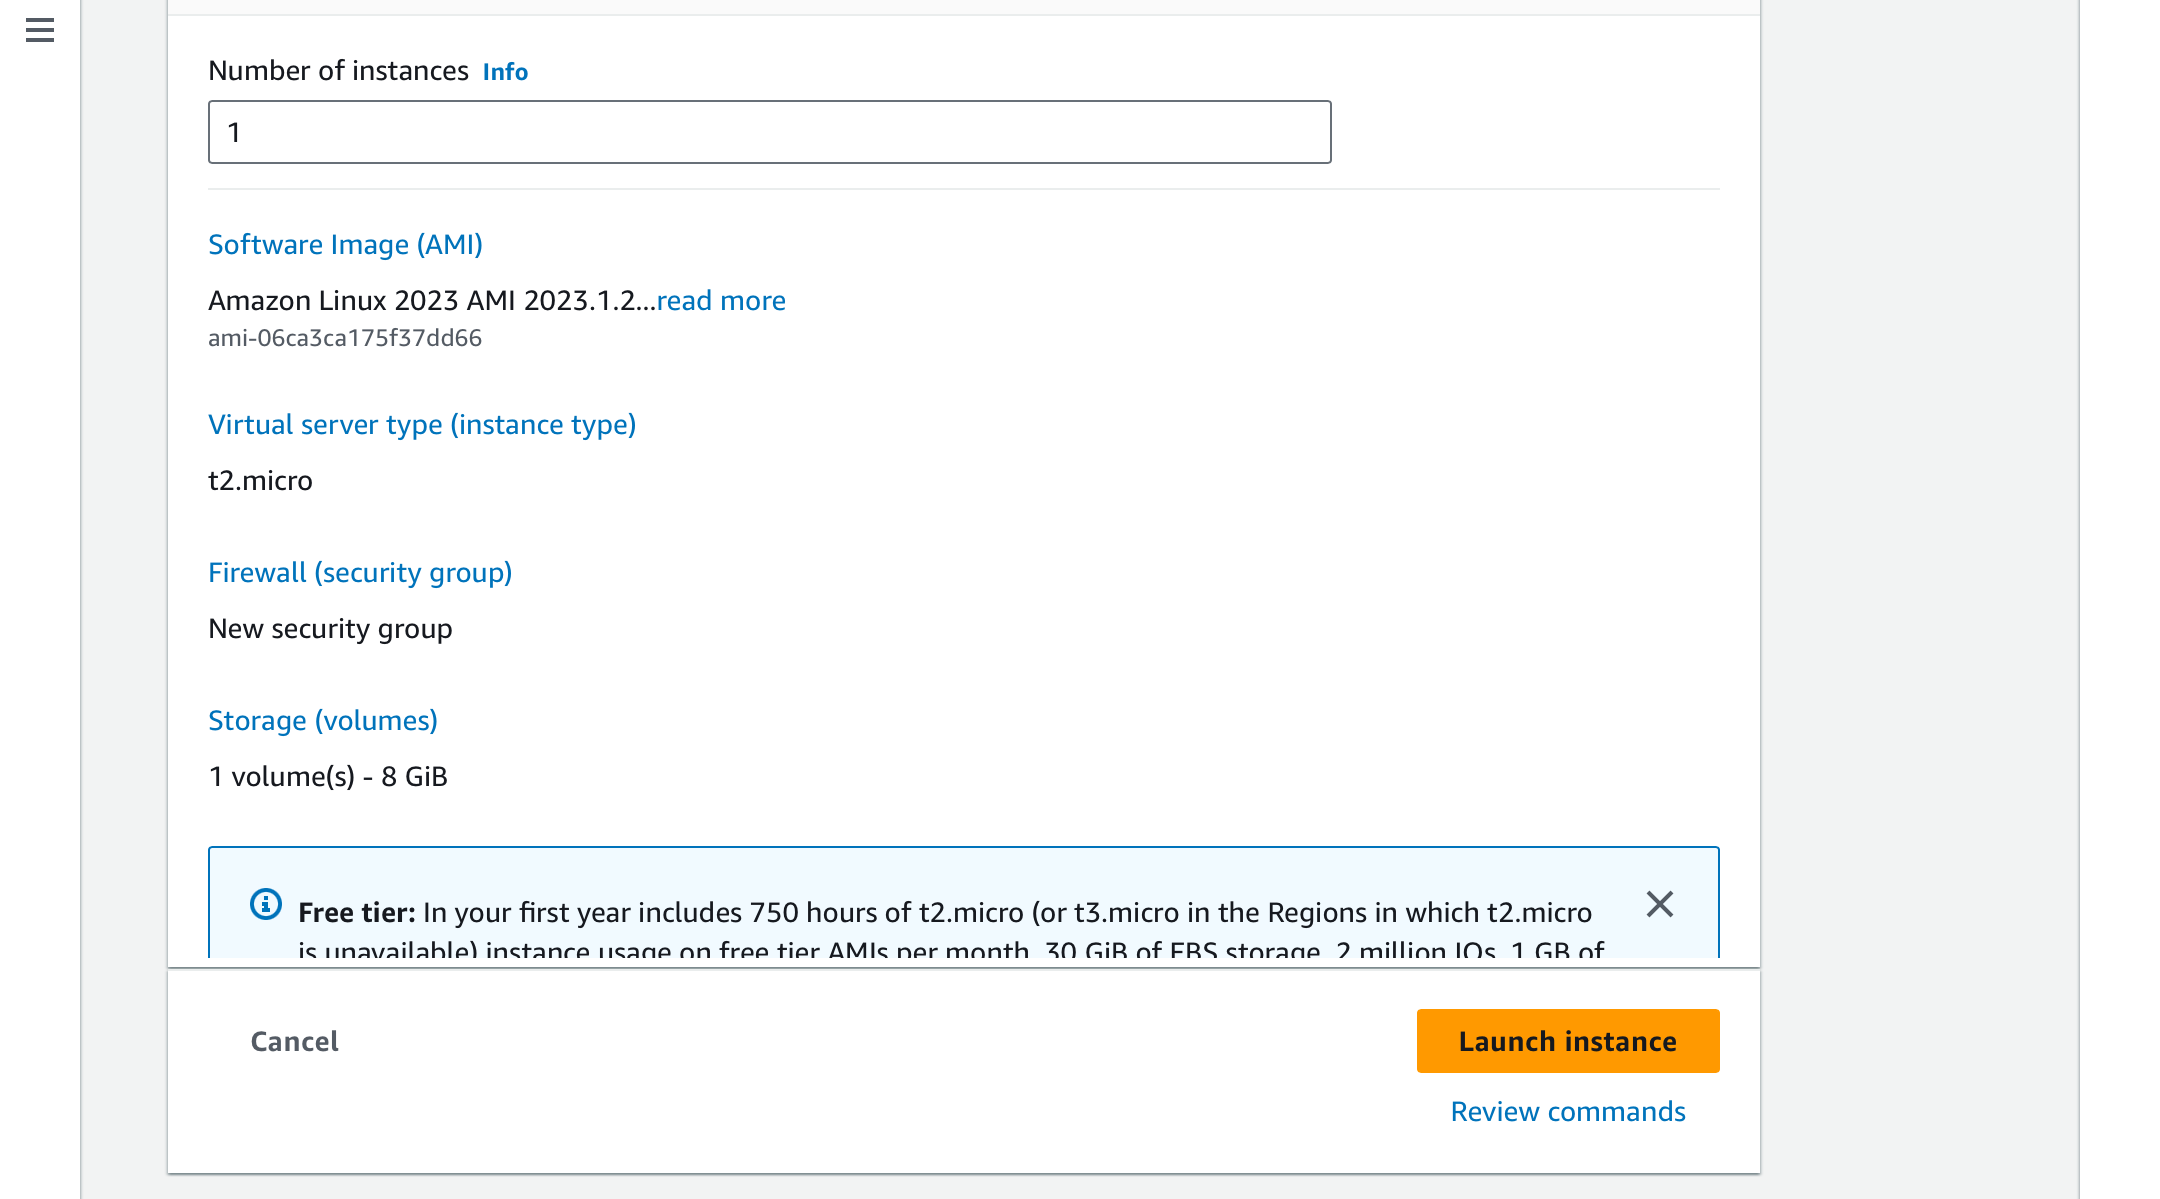 Number of instances Info
1
Software Image (AMI)
Amazon Linux 2023 AMI 2023.1.2...read more
ami-06ca3ca175f37dd66
Virtual server type (instance type)
t2.micro
Firewall (security group)
New security group
Storage (volumes)
1 volume(s) - 8 GiB
Free tier: In your first year includes 750 hours of t2.micro (or t3.micro in the Regions in which t2.micro
is unavailable) instance usage on free tier AMIs per month, 30 GiB of EBS storage, 2 million IOs, 1 GB of
Cancel
Launch instance
Review commands